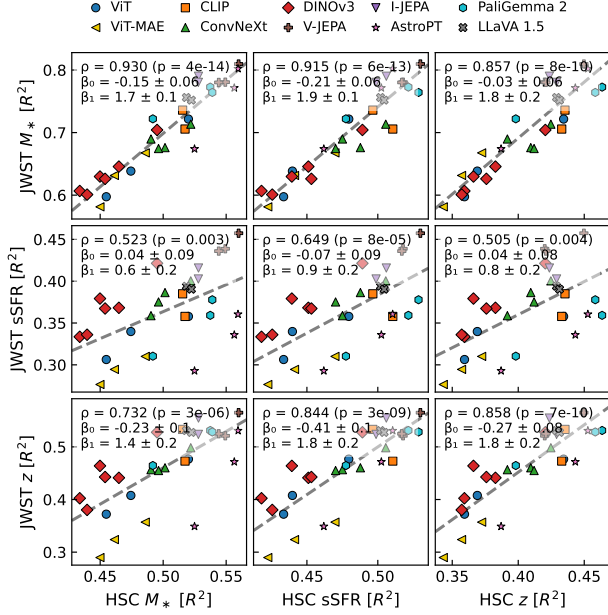 ViT CLIP DINOv3 I-JEPA PaliGemma 2
ViT-MAE ConvNeXt V-JEPA AstroPT LLaVA 1.5
JWST M∗ [R²]
0.8
0.7
0.6
ρ = 0.930 (p = 4e-14)
β₀ = -0.15 ± 0.06
β₁ = 1.7 ± 0.1
ρ = 0.915 (p = 6e-13)
β₀ = -0.21 ± 0.06
β₁ = 1.9 ± 0.1
ρ = 0.857 (p = 8e-10)
β₀ = -0.03 ± 0.06
β₁ = 1.8 ± 0.2
JWST sSFR [R²]
0.45
0.40
0.35
0.30
ρ = 0.523 (p = 0.003)
β₀ = 0.04 ± 0.09
β₁ = 0.6 ± 0.2
ρ = 0.649 (p = 8e-05)
β₀ = -0.07 ± 0.09
β₁ = 0.9 ± 0.2
ρ = 0.505 (p = 0.004)
β₀ = 0.04 ± 0.08
β₁ = 0.8 ± 0.2
JWST z [R²]
0.5
0.4
0.3
ρ = 0.732 (p = 3e-06)
β₀ = -0.23 ± 0.1
β₁ = 1.4 ± 0.2
ρ = 0.844 (p = 3e-09)
β₀ = -0.41 ± 0.1
β₁ = 1.8 ± 0.2
ρ = 0.858 (p = 7e-10)
β₀ = -0.27 ± 0.08
β₁ = 1.8 ± 0.2
0.45 0.50 0.55
0.45 0.50
0.35 0.40 0.45
HSC M∗ [R²]
HSC sSFR [R²]
HSC z [R²]